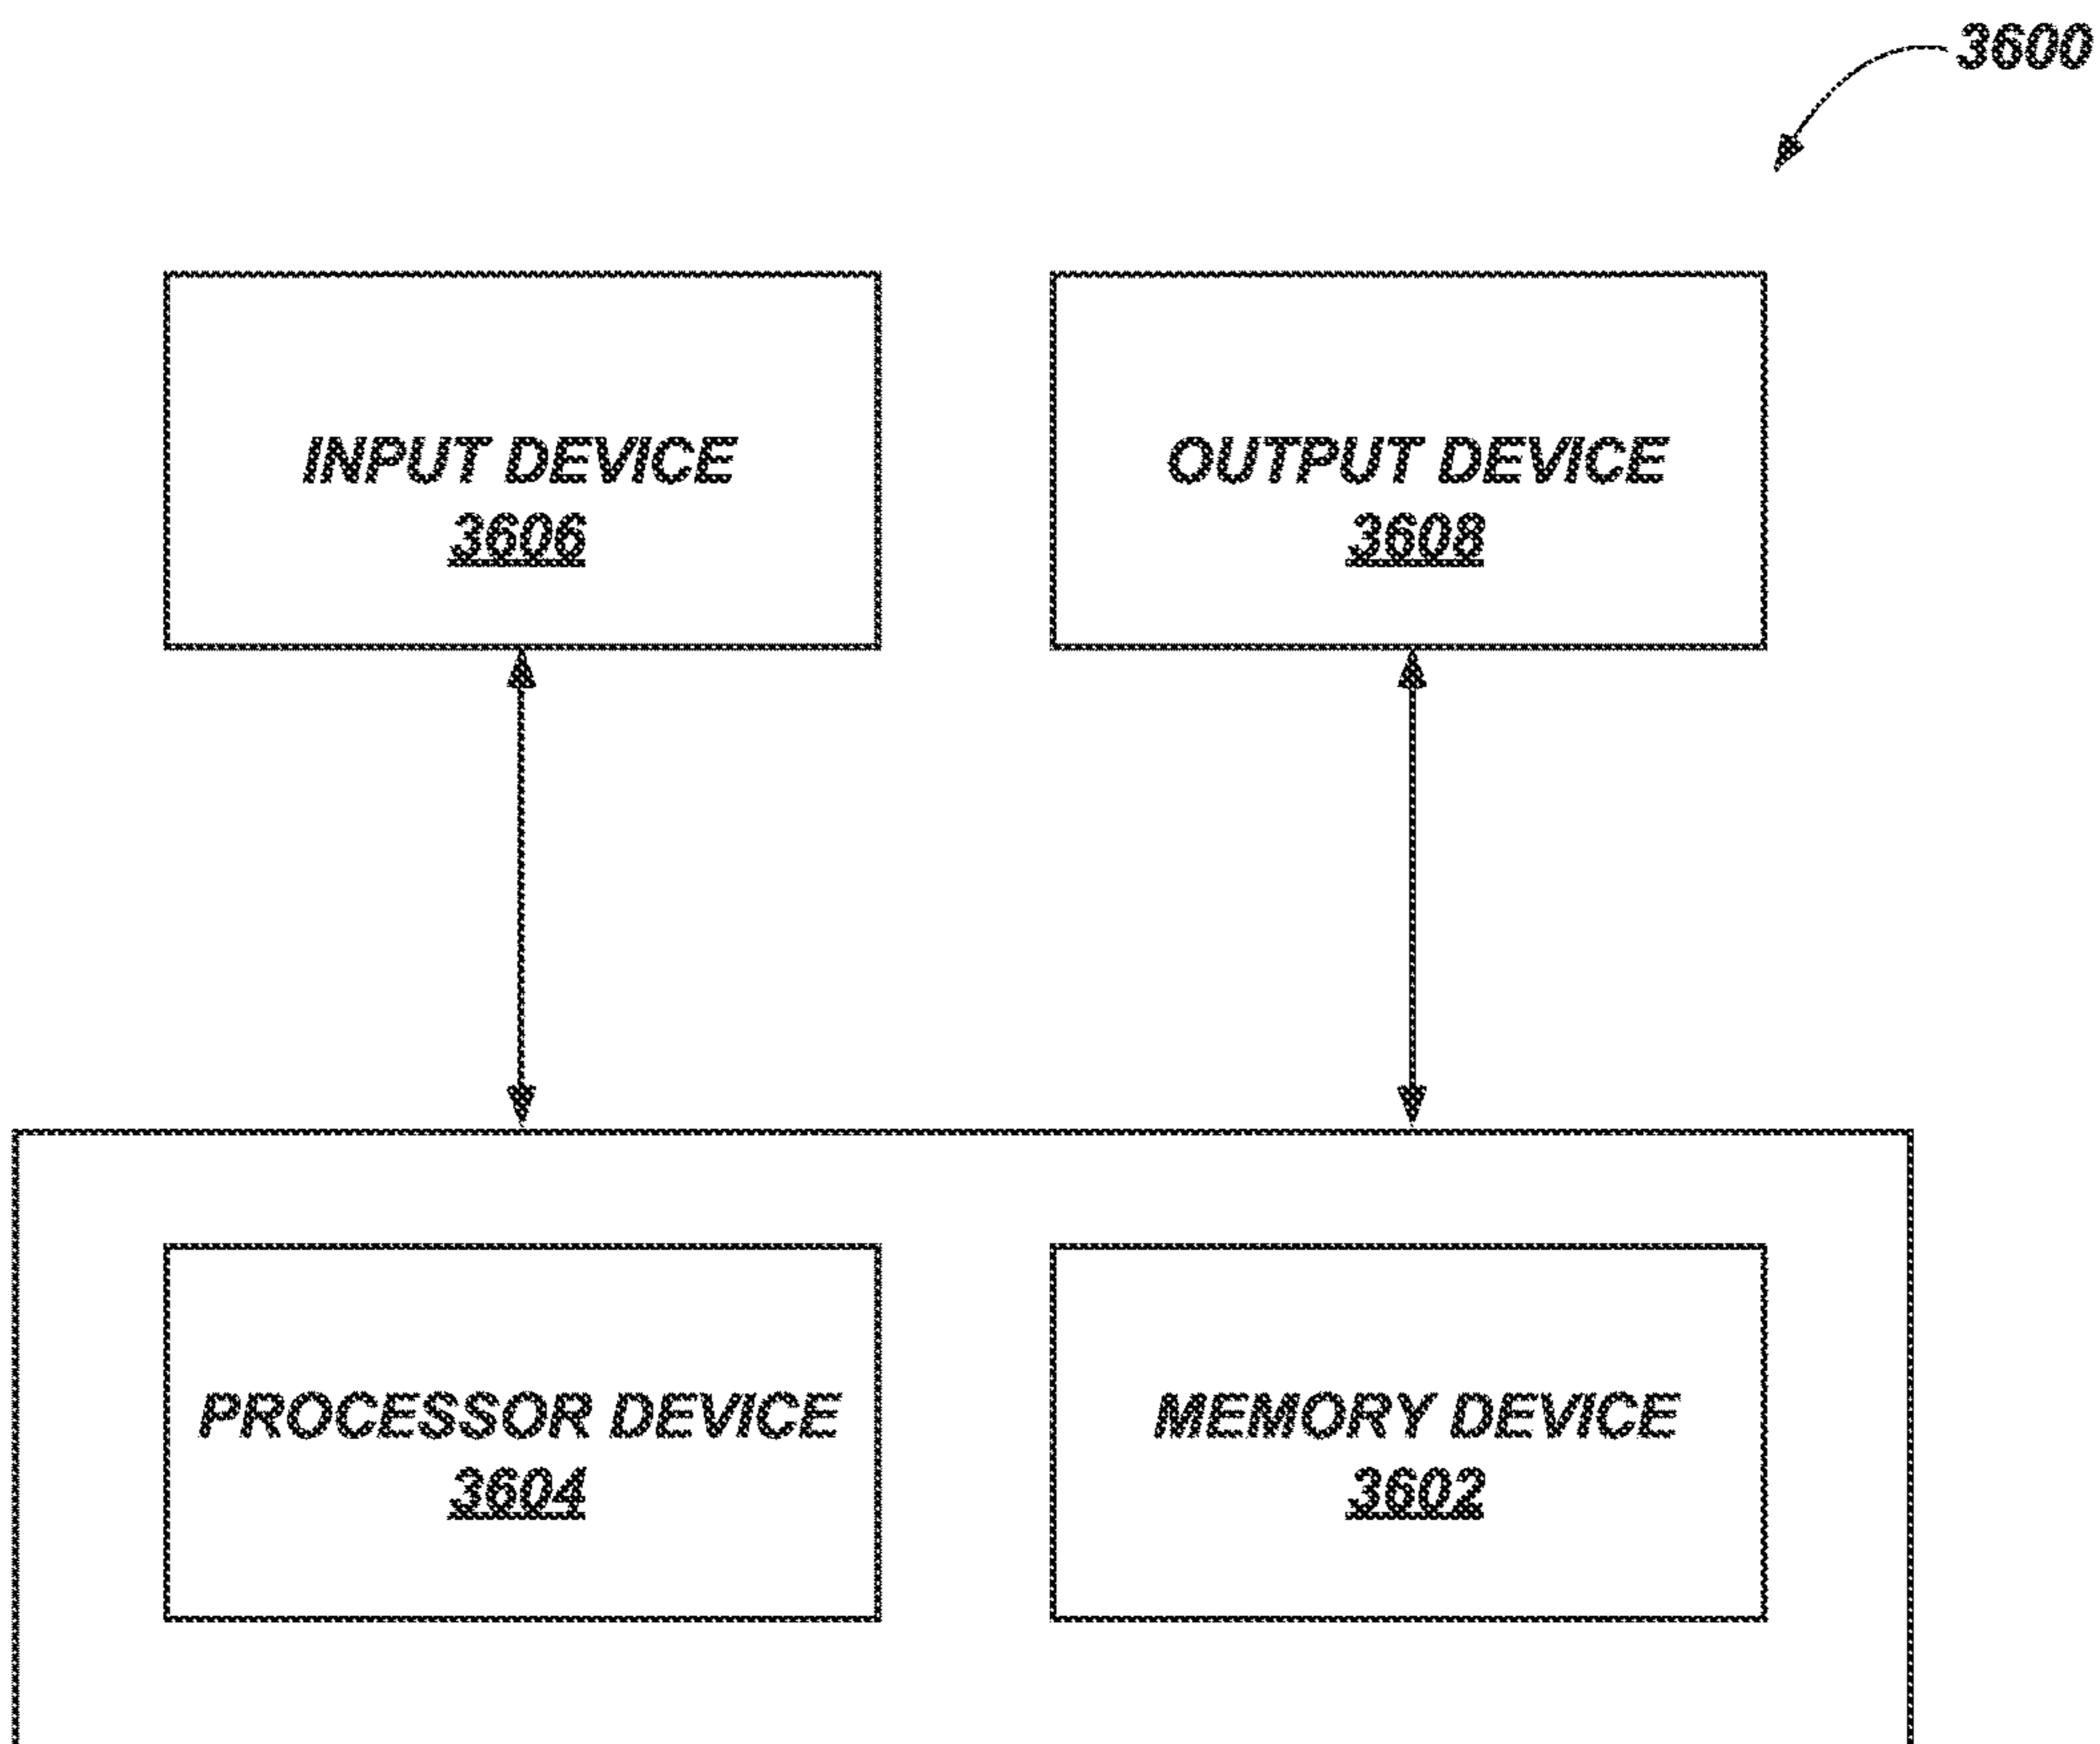 3600
INPUT DEVICE
3606
OUTPUT DEVICE
3608
PROCESSOR DEVICE
3604
MEMORY DEVICE
3602